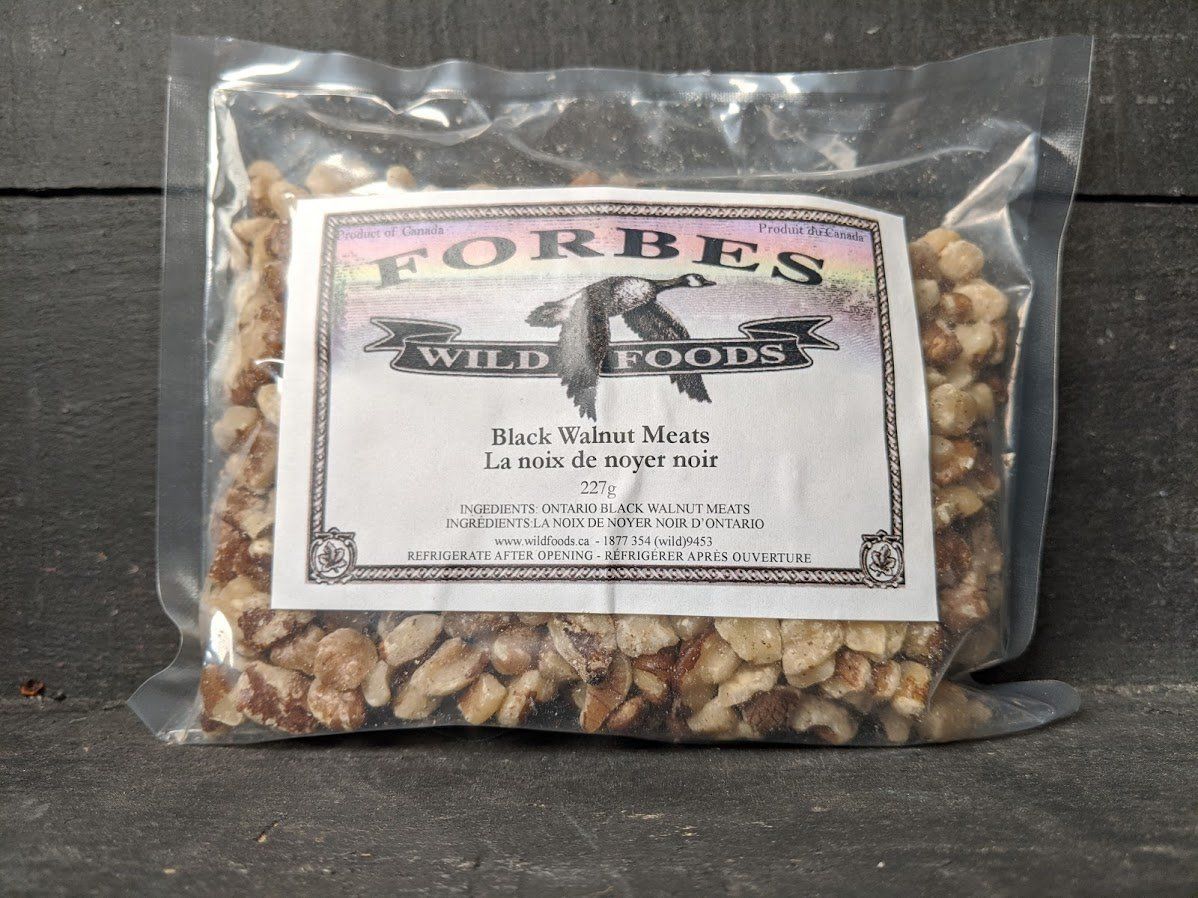 Product of Canada
Produit du Canada
FORBES
WILD FOODS
Black Walnut Meats
La noix de noyer noir
227g
INGEDIENTS: ONTARIO BLACK WALNUT MEATS
INGRÉDIENTS:LA NOIX DE NOYER NOIR D'ONTARIO
www.wildfoods.ca - 1877 354 (wild)9453
REFRIGERATE AFTER OPENING - RÉFRIGÉRER APRÈS OUVERTURE